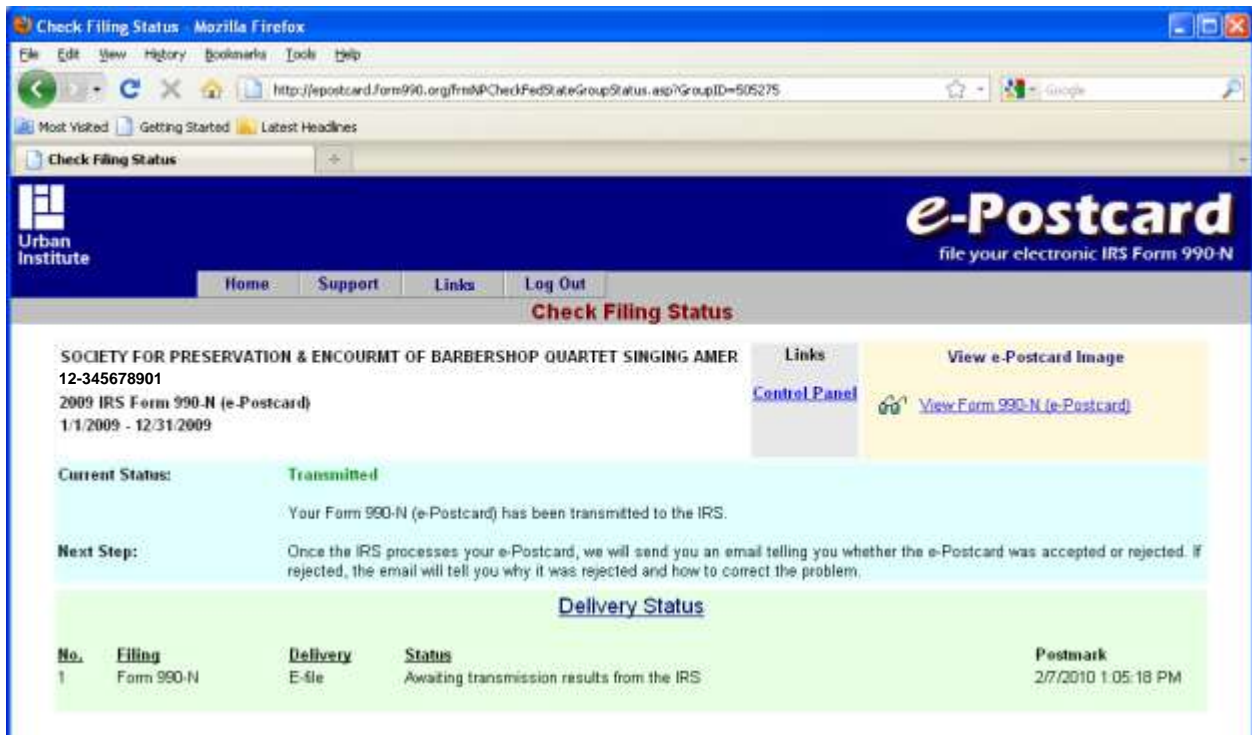 Check Filing Status - Mozilla Firefox
File Edit View History Bookmarks Tools Help
http://epostcard.form990.org/frmNPCheckFedStateGroupStatus.asp?GroupID=505275 Google
Most Visited Getting Started Latest Headlines
Check Filing Status
Urban Institute
e-Postcard
file your electronic IRS Form 990-N
Home Support Links Log Out
Check Filing Status
SOCIETY FOR PRESERVATION & ENCOURMT OF BARBERSHOP QUARTET SINGING AMER
12-345678901
2009 IRS Form 990-N (e-Postcard)
1/1/2009 - 12/31/2009
Links
Control Panel
View e-Postcard Image
View Form 990-N (e-Postcard)
Current Status: Transmitted
Your Form 990-N (e-Postcard) has been transmitted to the IRS.
Next Step: Once the IRS processes your e-Postcard, we will send you an email telling you whether the e-Postcard was accepted or rejected. If
rejected, the email will tell you why it was rejected and how to correct the problem.
Delivery Status
No. Filing Delivery Status Postmark
1 Form 990-N E-file Awaiting transmission results from the IRS 2/7/2010 1:05:18 PM